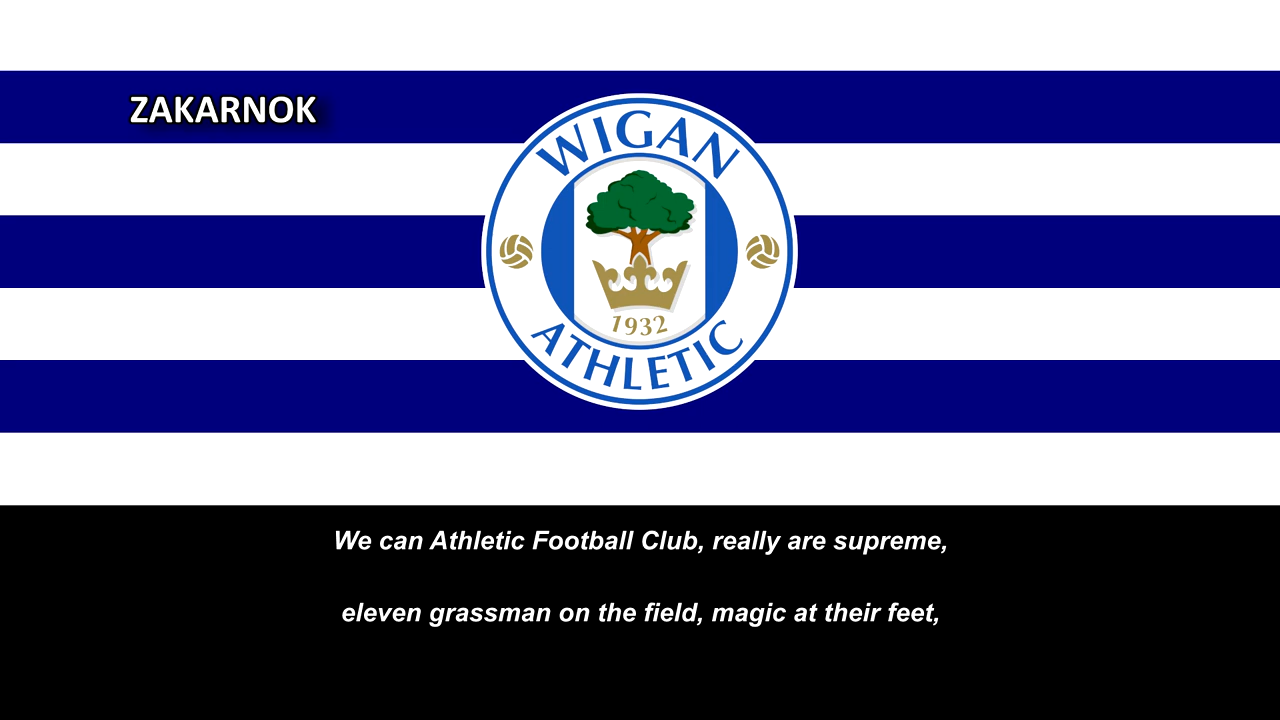 ZAKARNOK
WIGAN
1932
ATHLETIC
We can Athletic Football Club, really are supreme,
eleven grassman on the field, magic at their feet,